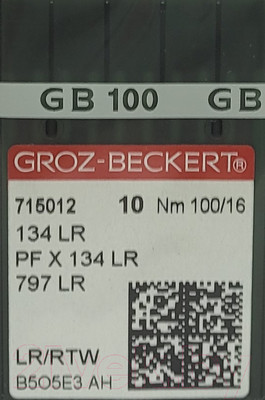 GB 100 GB
GROZ-BECKERT®
715012 10 Nm 100/16
134 LR
PF X 134 LR
797 LR
LR/RTW
B5O5E3 AH